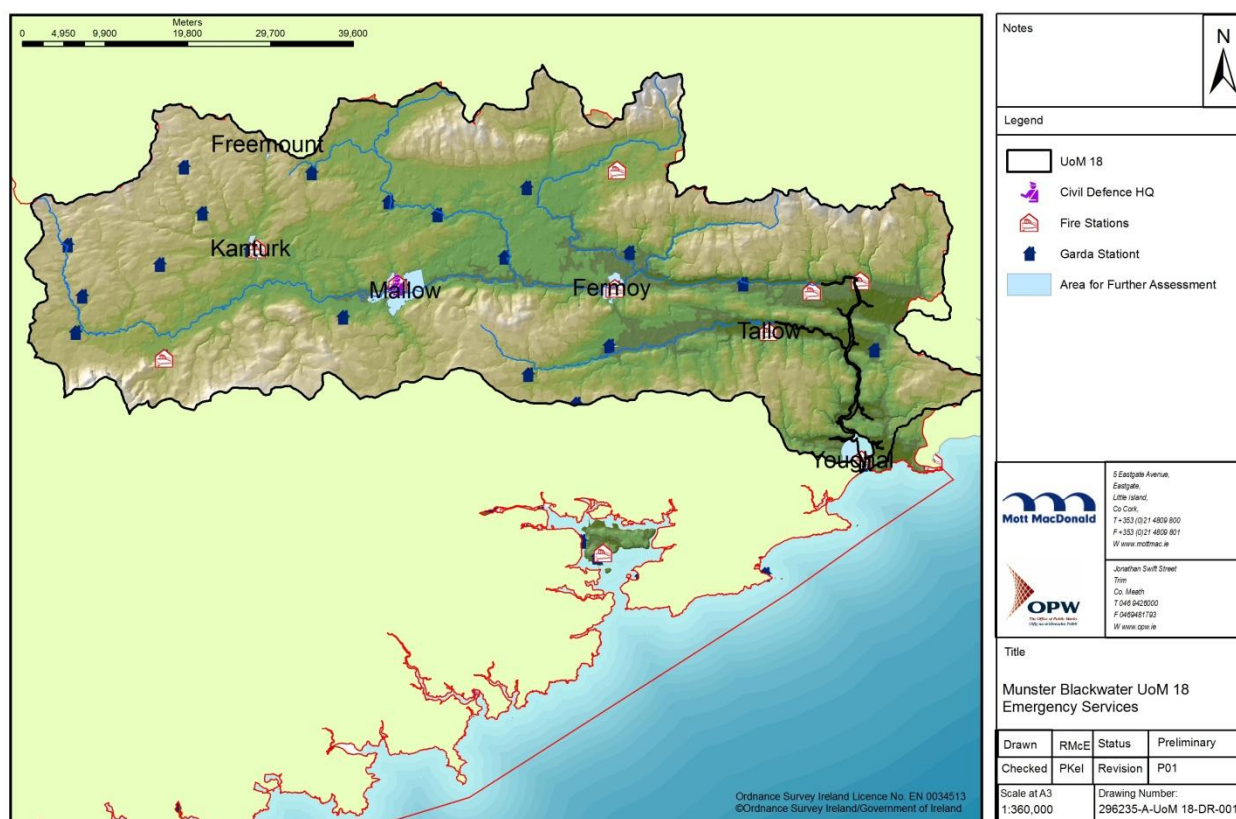 Meters
0 4,950 9,900 19,800 29,700 39,600
Freemount
Kanturk
Mallow
Fermoy
Tallow
Youghal
Ordnance Survey Ireland Licence No. EN 0034513
©Ordnance Survey Ireland/Government of Ireland
Notes
N
Legend
UoM 18
Civil Defence HQ
Fire Stations
Garda Stationt
Area for Further Assessment
Mott MacDonald
5 Eastgate Avenue,
Eastgate,
Little Island,
Co Cork,
T +353 (0)21 4809 800
F +353 (0)21 4809 801
W www.mottmac.ie
OPW
The Office of Public Works
Jonathan Swift Street
Trim
Co. Meath
T 046 9426000
F 0469481793
W www.opw.ie
Title
Munster Blackwater UoM 18
Emergency Services
Drawn RMcE Status Preliminary
Checked PKel Revision P01
Scale at A3
1:360,000
Drawing Number:
296235-A-UoM 18-DR-001